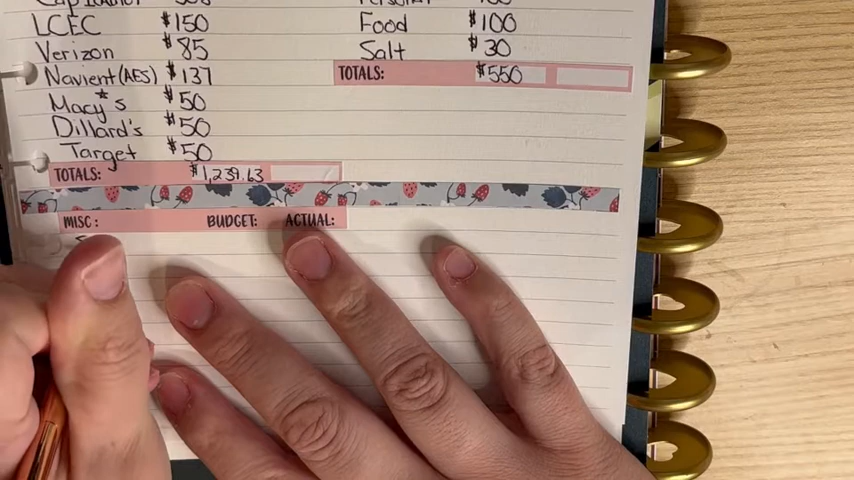 LCEC $150
Verizon $85
Navient (AES) $137
Macy*s $50
Dillard's $50
Target $50
TOTALS: $1,239.63
Food $100
Salt $30
TOTALS: $550
MISC: BUDGET: ACTUAL: